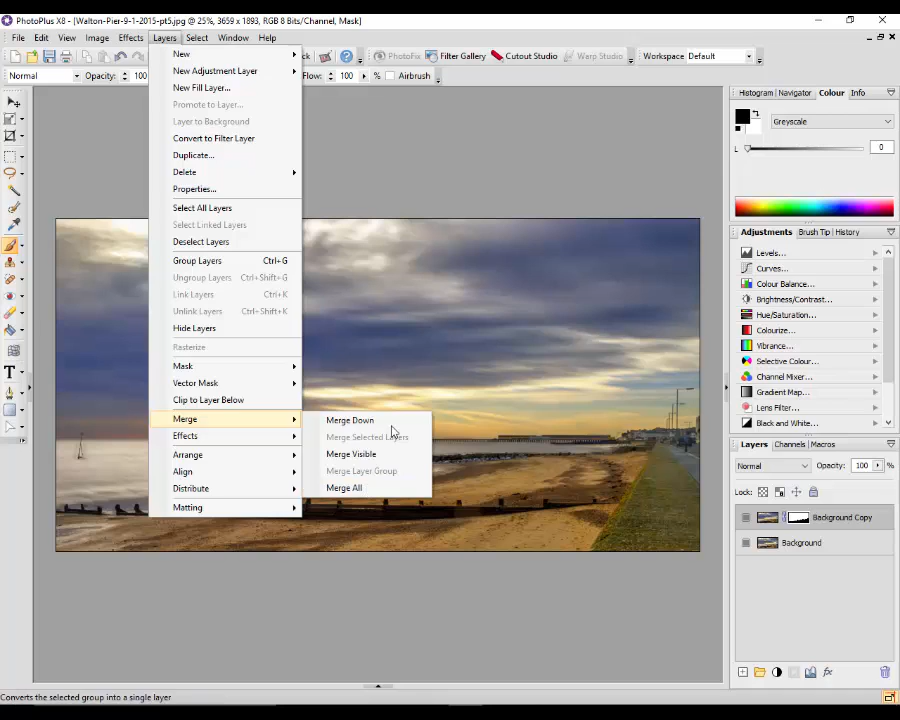 PhotoPlus X8 - [Walton-Pier-9-1-2015-pt5.jpg @ 25%, 3659 x 1893, RGB 8 Bits/Channel, Mask]
File Edit View Image Effects Layers Select Window Help
PhotoFix Filter Gallery Cutout Studio Warp Studio Workspace Default
Normal Opacity: 100 Flow: 100 % Airbrush
New
New Adjustment Layer
New Fill Layer...
Promote to Layer...
Layer to Background
Convert to Filter Layer
Duplicate...
Delete
Properties...
Select All Layers
Select Linked Layers
Deselect Layers
Group Layers Ctrl+G
Ungroup Layers Ctrl+Shift+G
Link Layers Ctrl+K
Unlink Layers Ctrl+Shift+K
Hide Layers
Rasterize
Mask
Vector Mask
Clip to Layer Below
Merge
Effects
Arrange
Align
Distribute
Matting
Merge Down
Merge Selected Layers
Merge Visible
Merge Layer Group
Merge All
Histogram Navigator Colour Info
Greyscale
L 0
Adjustments Brush Tip History
Levels...
Curves...
Colour Balance...
Brightness/Contrast...
Hue/Saturation...
Colourize...
Vibrance...
Selective Colour...
Channel Mixer...
Gradient Map...
Lens Filter...
Black and White...
Layers Channels Macros
Normal Opacity: 100
Lock:
Background Copy
Background
fx
T
Converts the selected group into a single layer